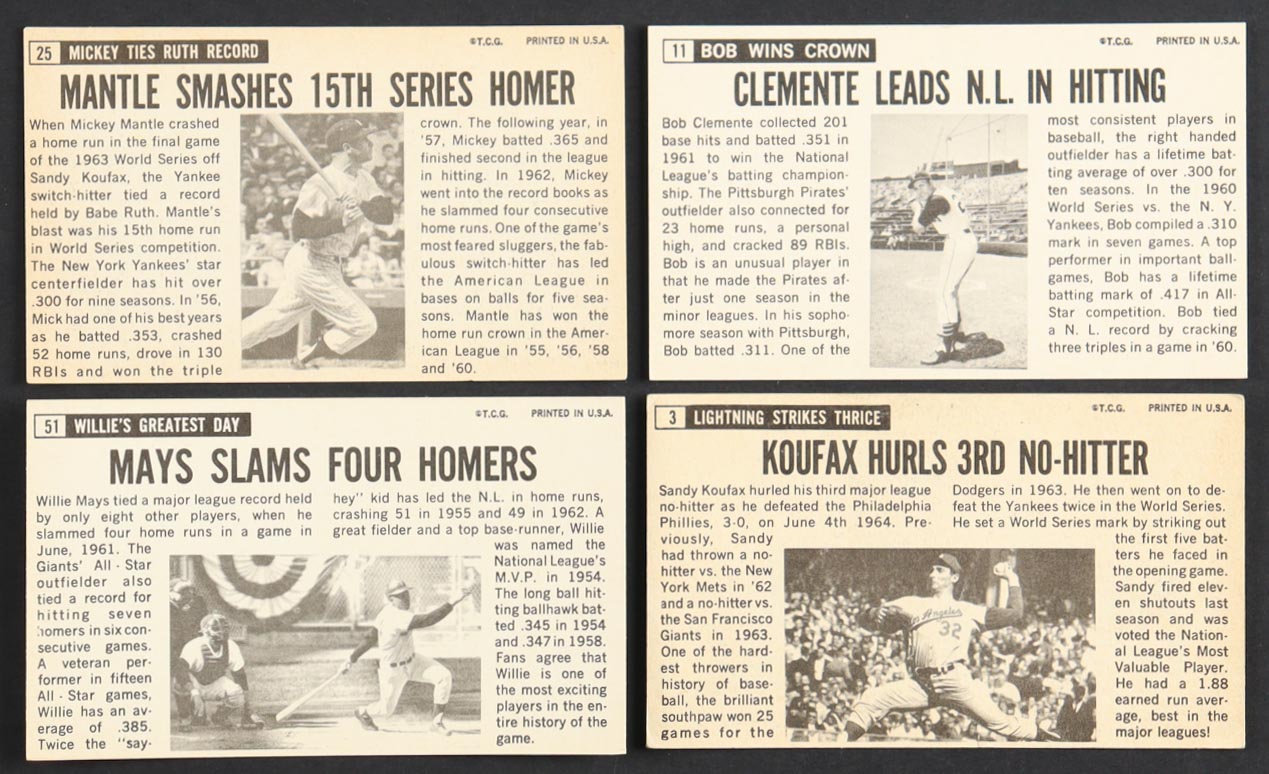 25 MICKEY TIES RUTH RECORD
©T.C.G. PRINTED IN U.S.A.
MANTLE SMASHES 15TH SERIES HOMER
When Mickey Mantle crashed
a home run in the final game
of the 1963 World Series off
Sandy Koufax, the Yankee
switch-hitter tied a record
held by Babe Ruth. Mantle's
blast was his 15th home run
in World Series competition.
The New York Yankees' star
centerfielder has hit over
.300 for nine seasons. In '56,
Mick had one of his best years
as he batted .353, crashed
52 home runs, drove in 130
RBIs and won the triple
crown. The following year, in
'57, Mickey batted .365 and
finished second in the league
in hitting. In 1962, Mickey
went into the record books as
he slammed four consecutive
home runs. One of the game's
most feared sluggers, the fab-
ulous switch-hitter has led
the American League in
bases on balls for five sea-
sons. Mantle has won the
home run crown in the Amer-
ican League in '55, '56, '58
and '60.
11 BOB WINS CROWN
©T.C.G. PRINTED IN U.S.A.
CLEMENTE LEADS N.L. IN HITTING
Bob Clemente collected 201
base hits and batted .351 in
1961 to win the National
League's batting champion-
ship. The Pittsburgh Pirates'
outfielder also connected for
23 home runs, a personal
high, and cracked 89 RBIs.
Bob is an unusual player in
that he made the Pirates af-
ter just one season in the
minor leagues. In his sopho-
more season with Pittsburgh,
Bob batted .311. One of the
most consistent players in
baseball, the right handed
outfielder has a lifetime bat-
ting average of over .300 for
ten seasons. In the 1960
World Series vs. the N. Y.
Yankees, Bob compiled a .310
mark in seven games. A top
performer in important ball-
games, Bob has a lifetime
batting mark of .417 in All-
Star competition. Bob tied
a N. L. record by cracking
three triples in a game in '60.
51 WILLIE'S GREATEST DAY
©T.C.G. PRINTED IN U.S.A.
MAYS SLAMS FOUR HOMERS
Willie Mays tied a major league record held
by only eight other players, when he
slammed four home runs in a game in
June, 1961. The
Giants' All - Star
outfielder also
tied a record for
hitting seven
homers in six con-
secutive games.
A veteran per-
former in fifteen
All - Star games,
Willie has an av-
erage of .385.
Twice the "say-
hey" kid has led the N.L. in home runs,
crashing 51 in 1955 and 49 in 1962. A
great fielder and a top base-runner, Willie
was named the
National League's
M.V.P. in 1954.
The long ball hit-
ting ballhawk bat-
ted .345 in 1954
and .347 in 1958.
Fans agree that
Willie is one of
the most exciting
players in the en-
tire history of the
game.
3 LIGHTNING STRIKES THRICE
©T.C.G. PRINTED IN U.S.A.
KOUFAX HURLS 3RD NO-HITTER
Sandy Koufax hurled his third major league
no-hitter as he defeated the Philadelphia
Phillies, 3-0, on June 4th 1964. Pre-
viously, Sandy
had thrown a no-
hitter vs. the New
York Mets in '62
and a no-hitter vs.
the San Francisco
Giants in 1963.
One of the hard-
est throwers in
history of base-
ball, the brilliant
southpaw won 25
games for the
Dodgers in 1963. He then went on to de-
feat the Yankees twice in the World Series.
He set a World Series mark by striking out
the first five bat-
ters he faced in
the opening game.
Sandy fired elev-
en shutouts last
season and was
voted the Nation-
al League's Most
Valuable Player.
He had a 1.88
earned run aver-
age, best in the
major leagues!
Los Angeles
32